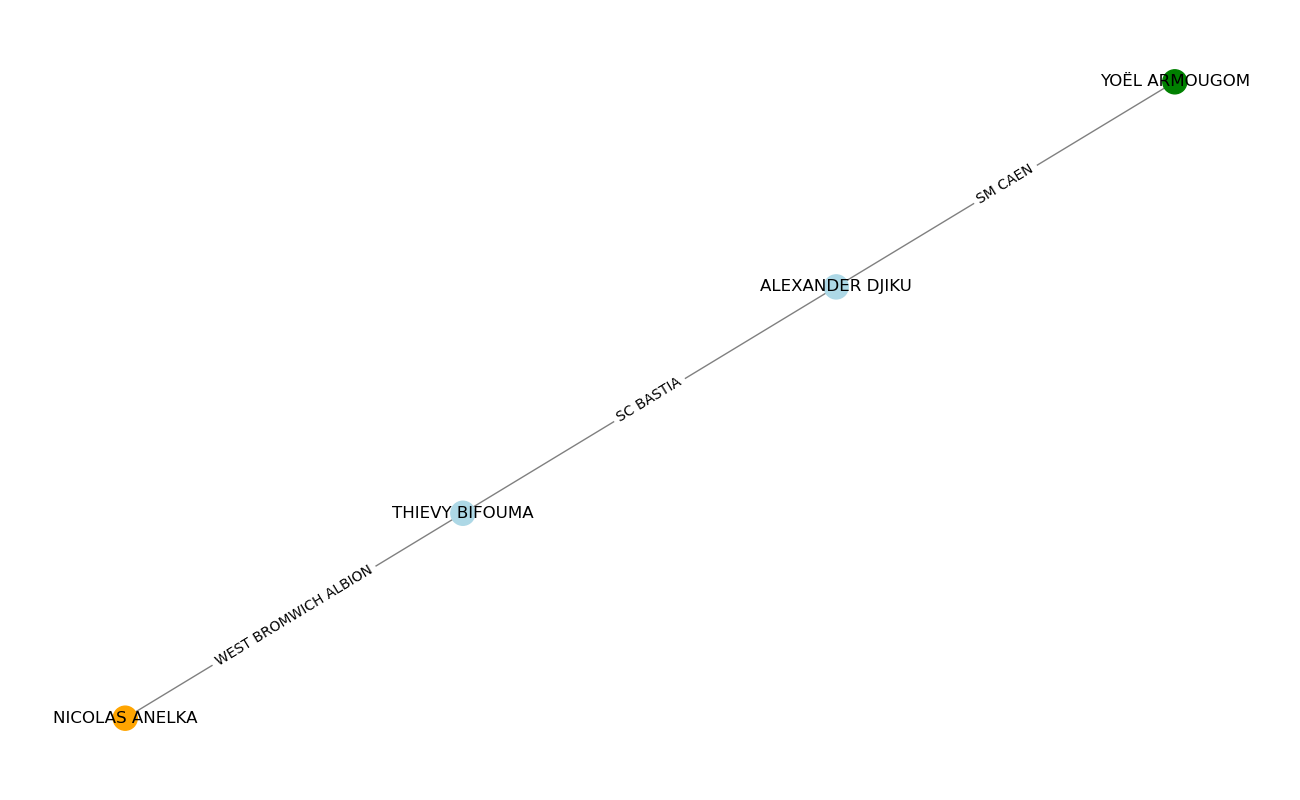 YOËL ARMOUGOM
SM CAEN
ALEXANDER DJIKU
SC BASTIA
THIEVY BIFOUMA
WEST BROMWICH ALBION
NICOLAS ANELKA